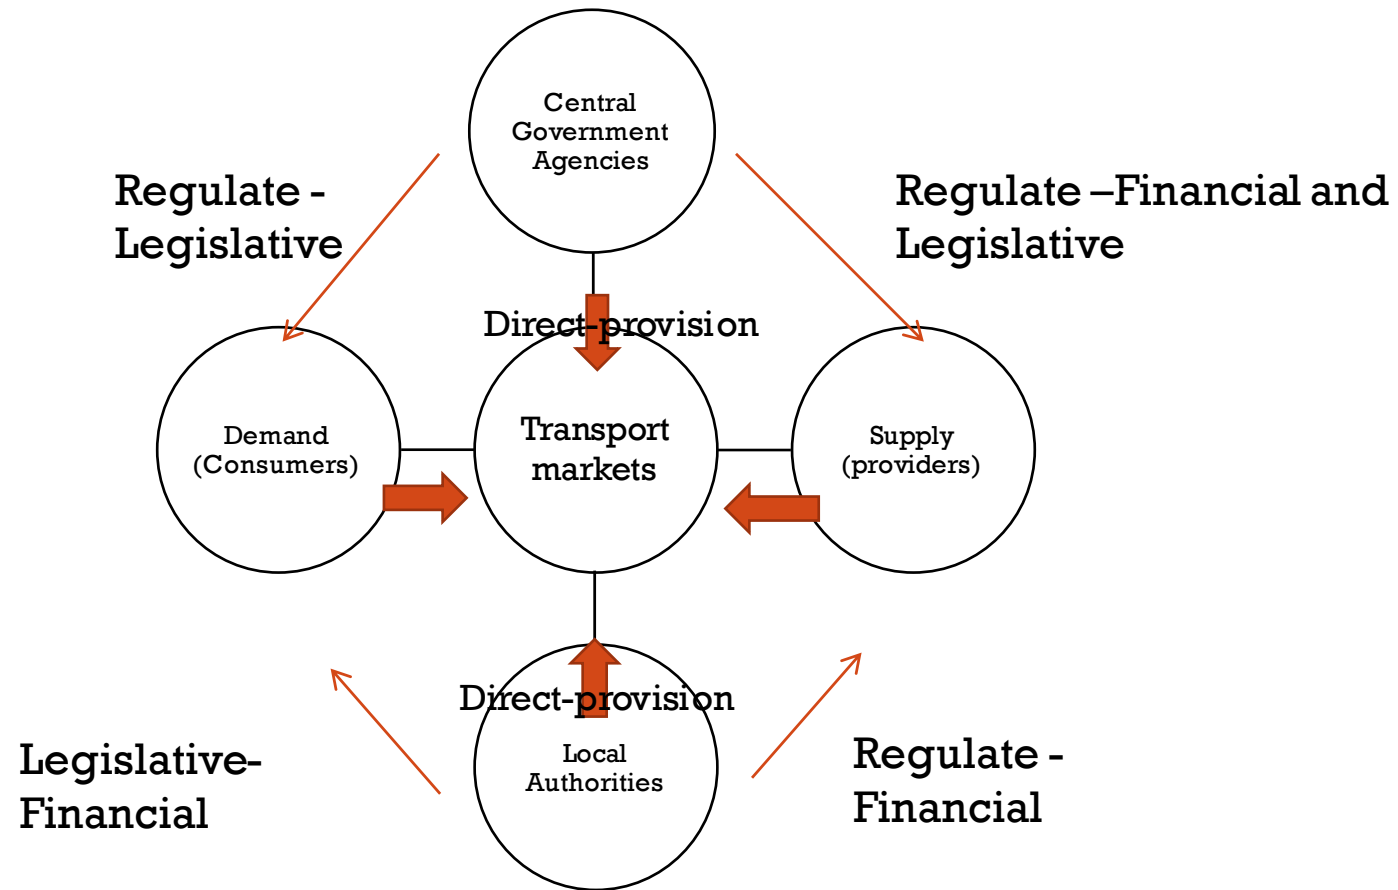 Central
Government
Agencies
Regulate -
Legislative
Regulate –Financial and
Legislative
Direct-provision
Demand
(Consumers)
Transport
markets
Supply
(providers)
Direct-provision
Local
Authorities
Legislative-
Financial
Regulate -
Financial